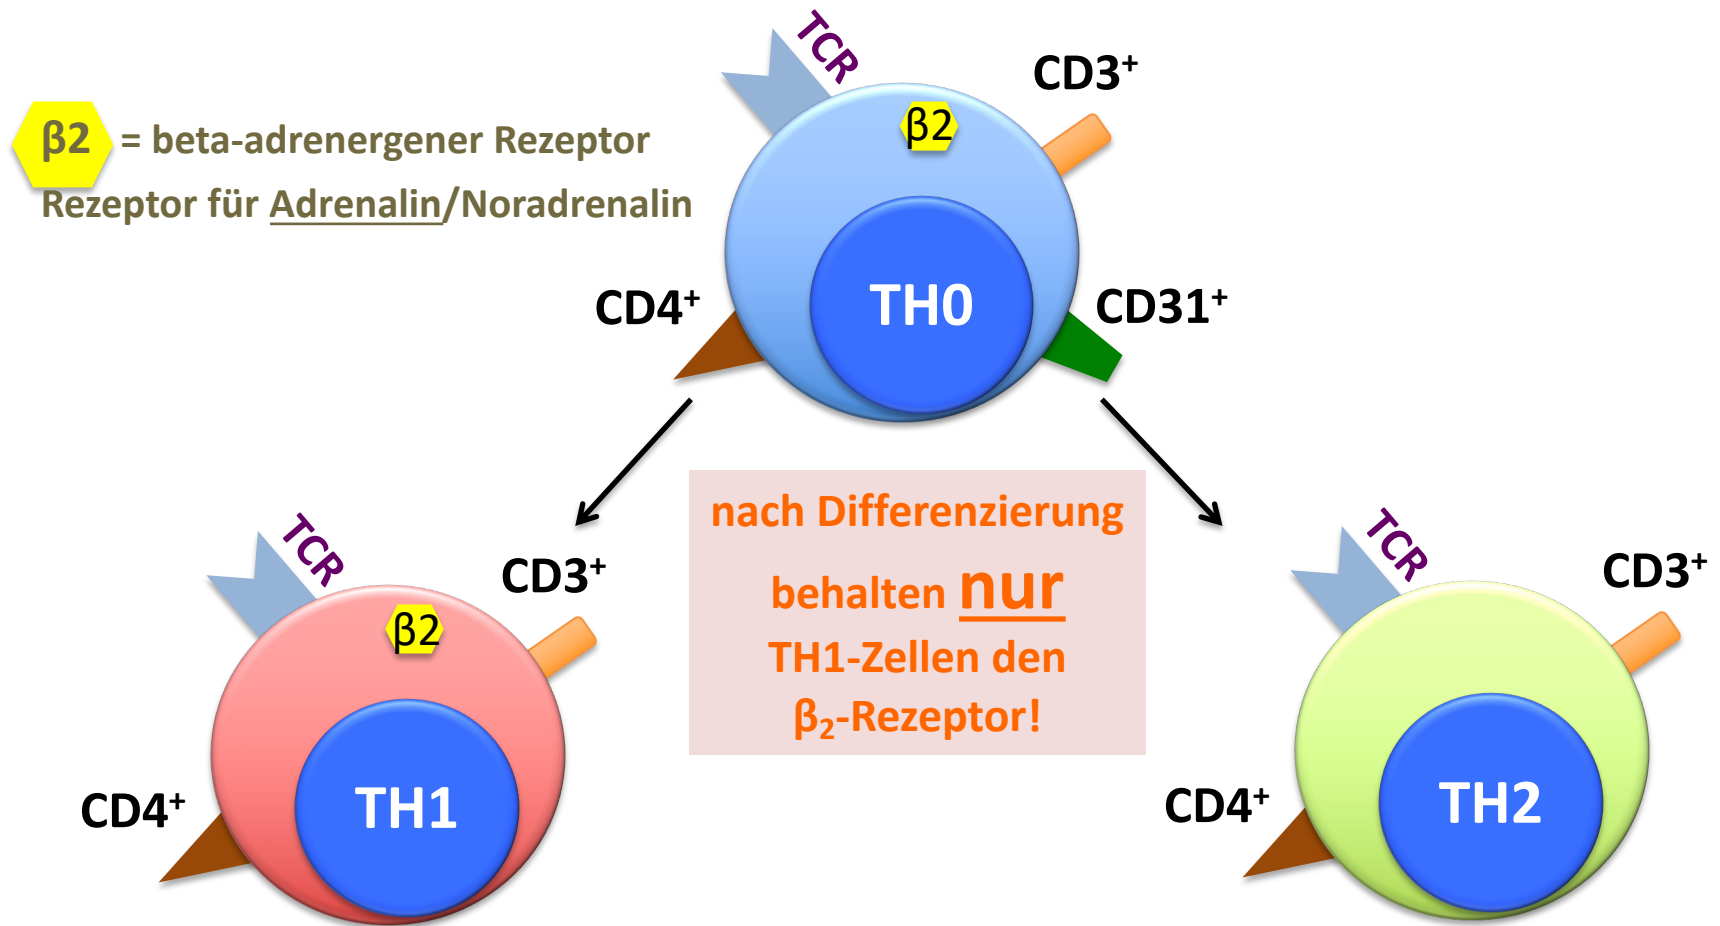 TCR
CD3⁺
β2
β2 = beta-adrenergener Rezeptor
Rezeptor für Adrenalin/Noradrenalin
CD4⁺
TH0
CD31⁺
nach Differenzierung
behalten nur
TH1-Zellen den
β₂-Rezeptor!
TCR
CD3⁺
β2
CD4⁺
TH1
TCR
CD3⁺
CD4⁺
TH2